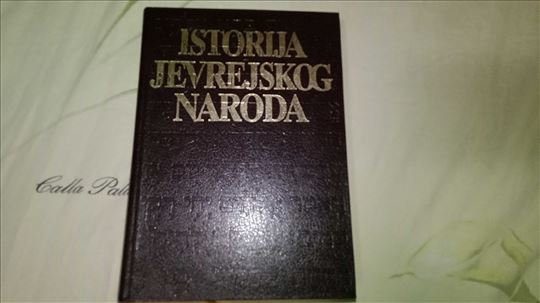 ISTORIJA
JEVREJSKOG
NARODA
Calla